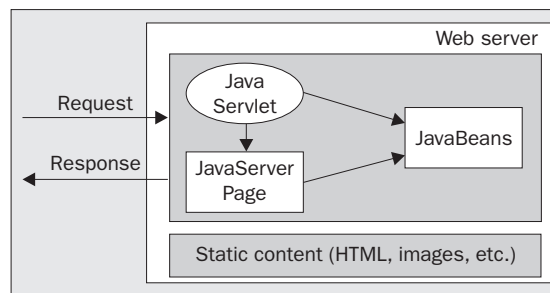 Web server
Java
Servlet
Request
JavaBeans
Response
JavaServer
Page
Static content (HTML, images, etc.)